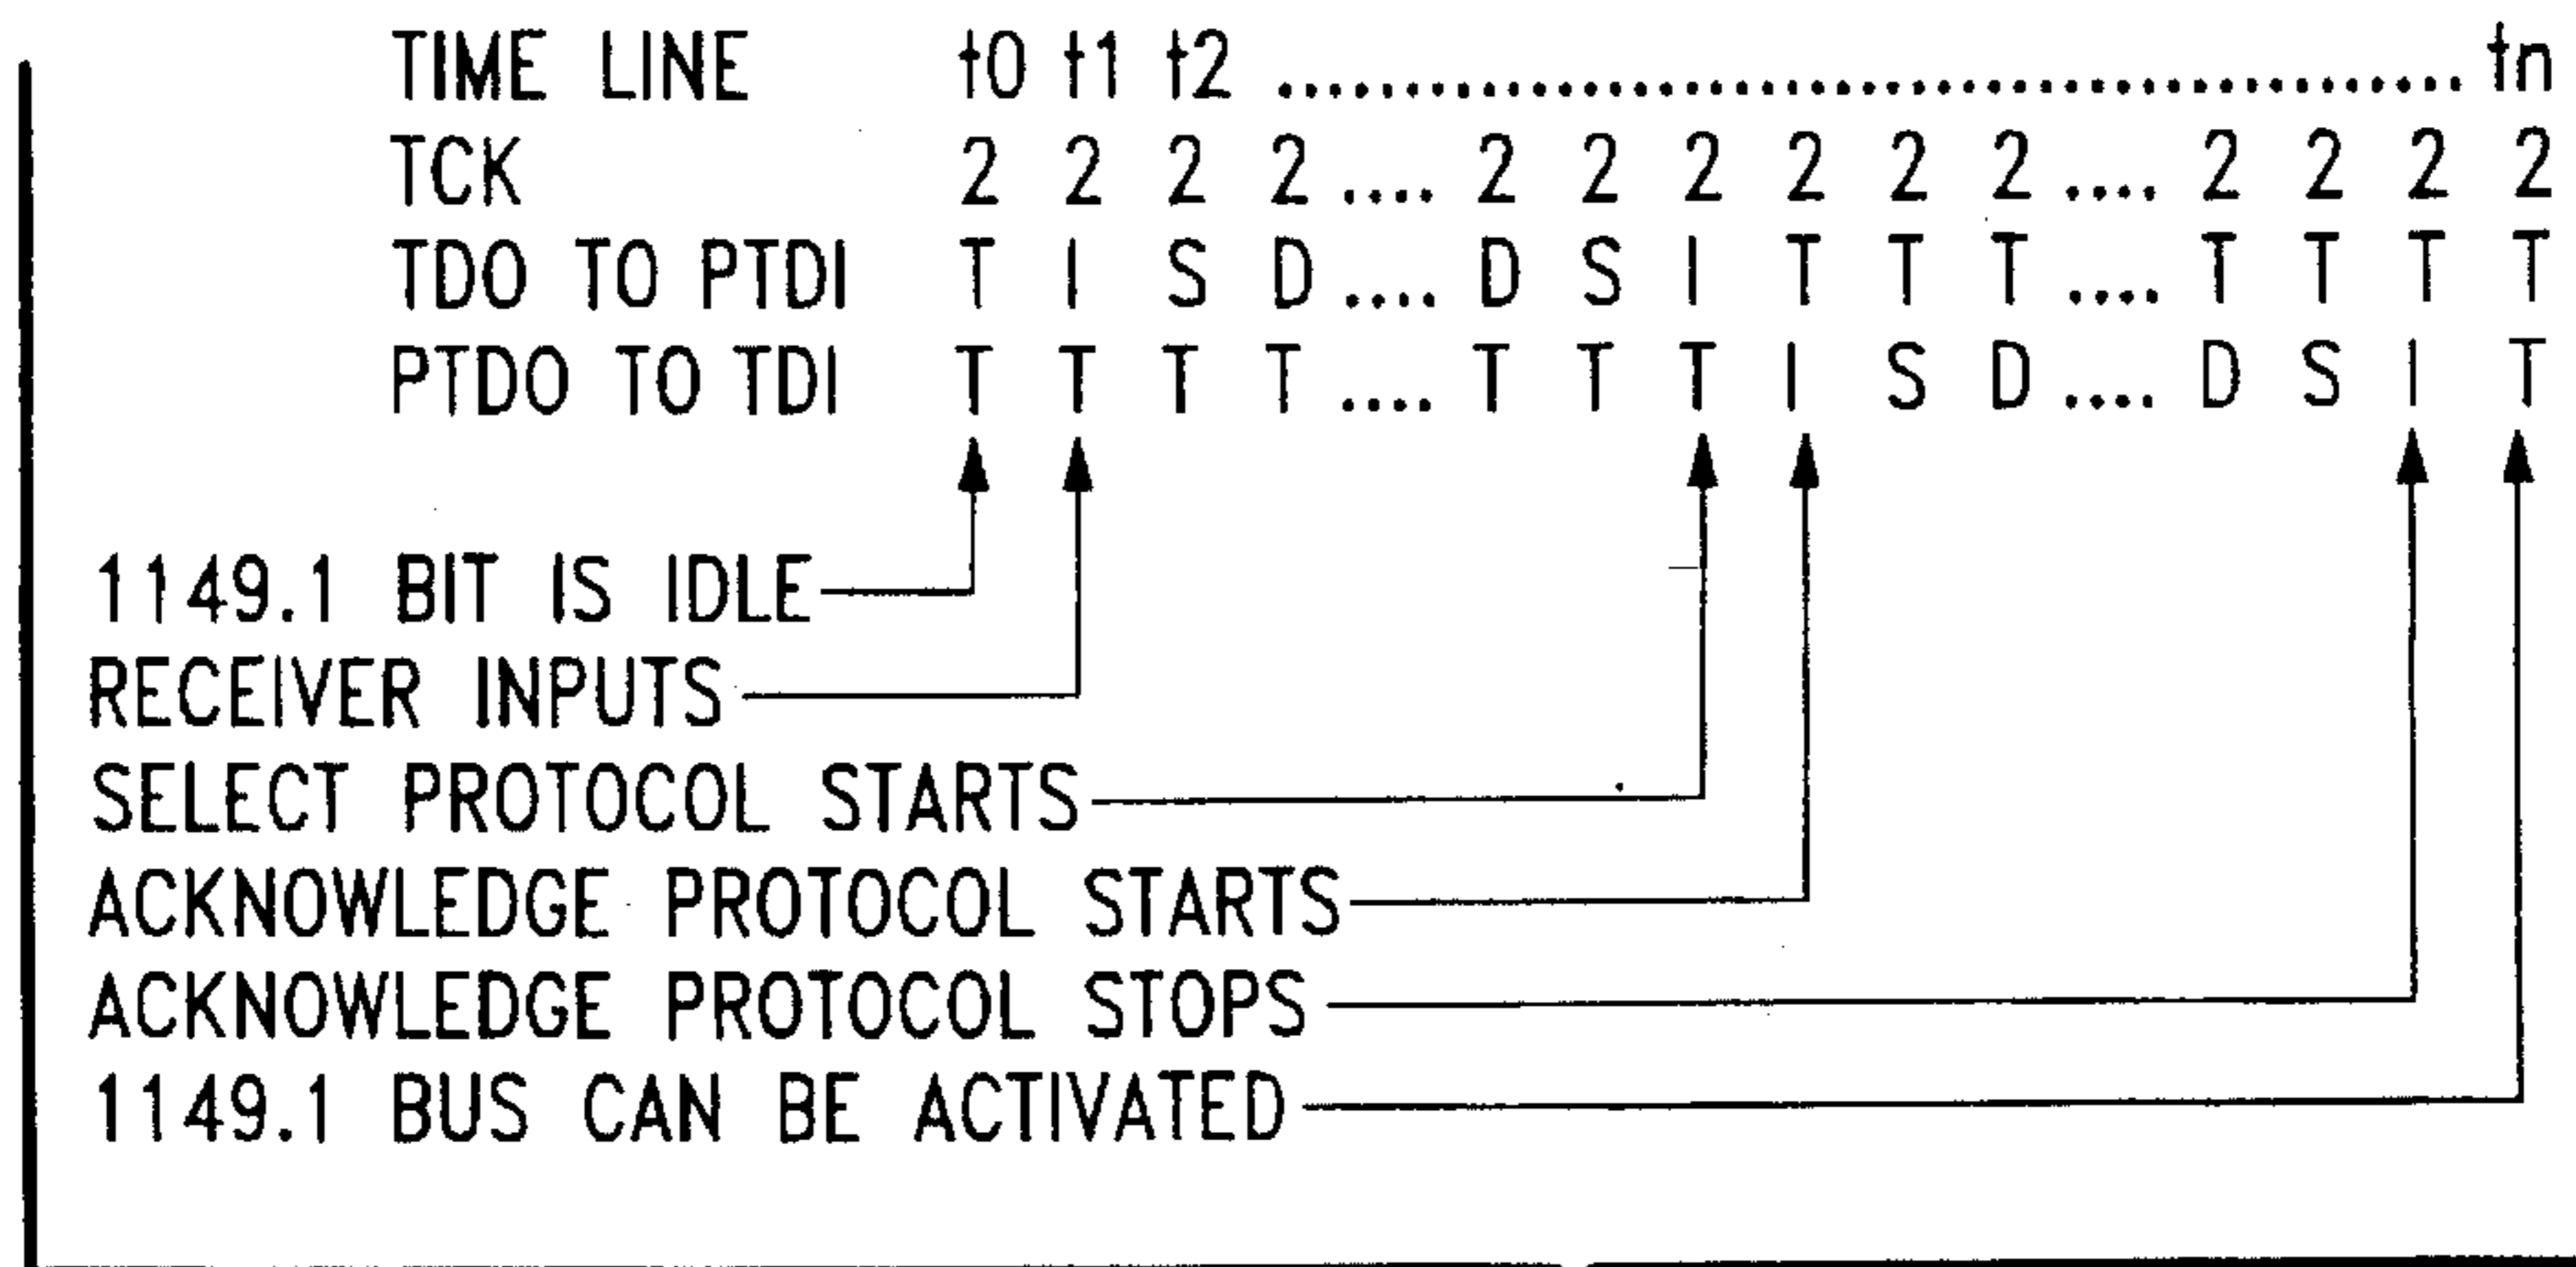 TIME LINE t0 t1 t2 .............................................. tn
TCK 2 2 2 2 .... 2 2 2 2 2 2 .... 2 2 2 2
TDO TO PTDI T I S D .... D S I T T T .... T T T T
PTDO TO TDI T T T T .... T T T I S D .... D S I T
1149.1 BIT IS IDLE
RECEIVER INPUTS
SELECT PROTOCOL STARTS
ACKNOWLEDGE PROTOCOL STARTS
ACKNOWLEDGE PROTOCOL STOPS
1149.1 BUS CAN BE ACTIVATED